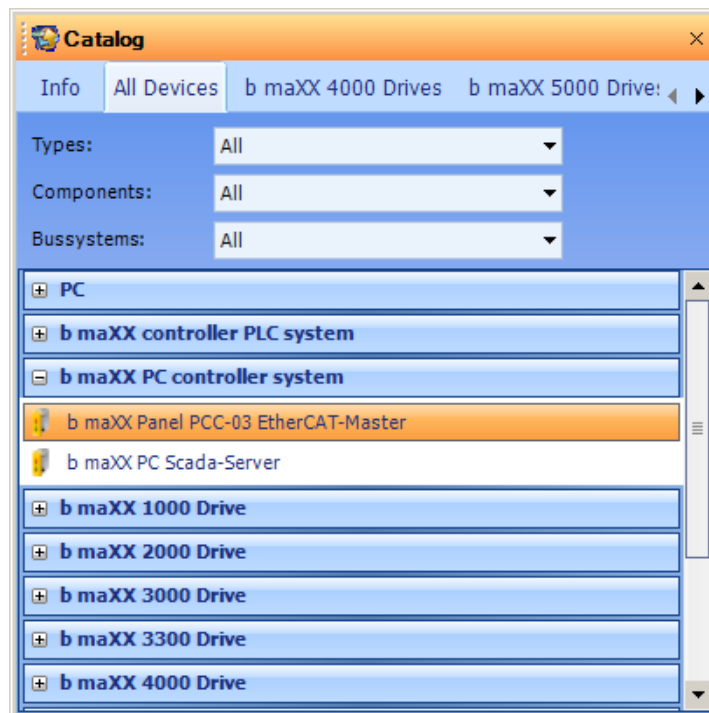 Catalog
Info All Devices b maXX 4000 Drives b maXX 5000
Types: All
Components: All
Bussystems: All
PC
b maXX controller PLC system
b maXX PC controller system
b maXX Panel PCC-03 EtherCAT-Master
b maXX PC Scada-Server
b maXX 1000 Drive
b maXX 2000 Drive
b maXX 3000 Drive
b maXX 3300 Drive
b maXX 4000 Drive